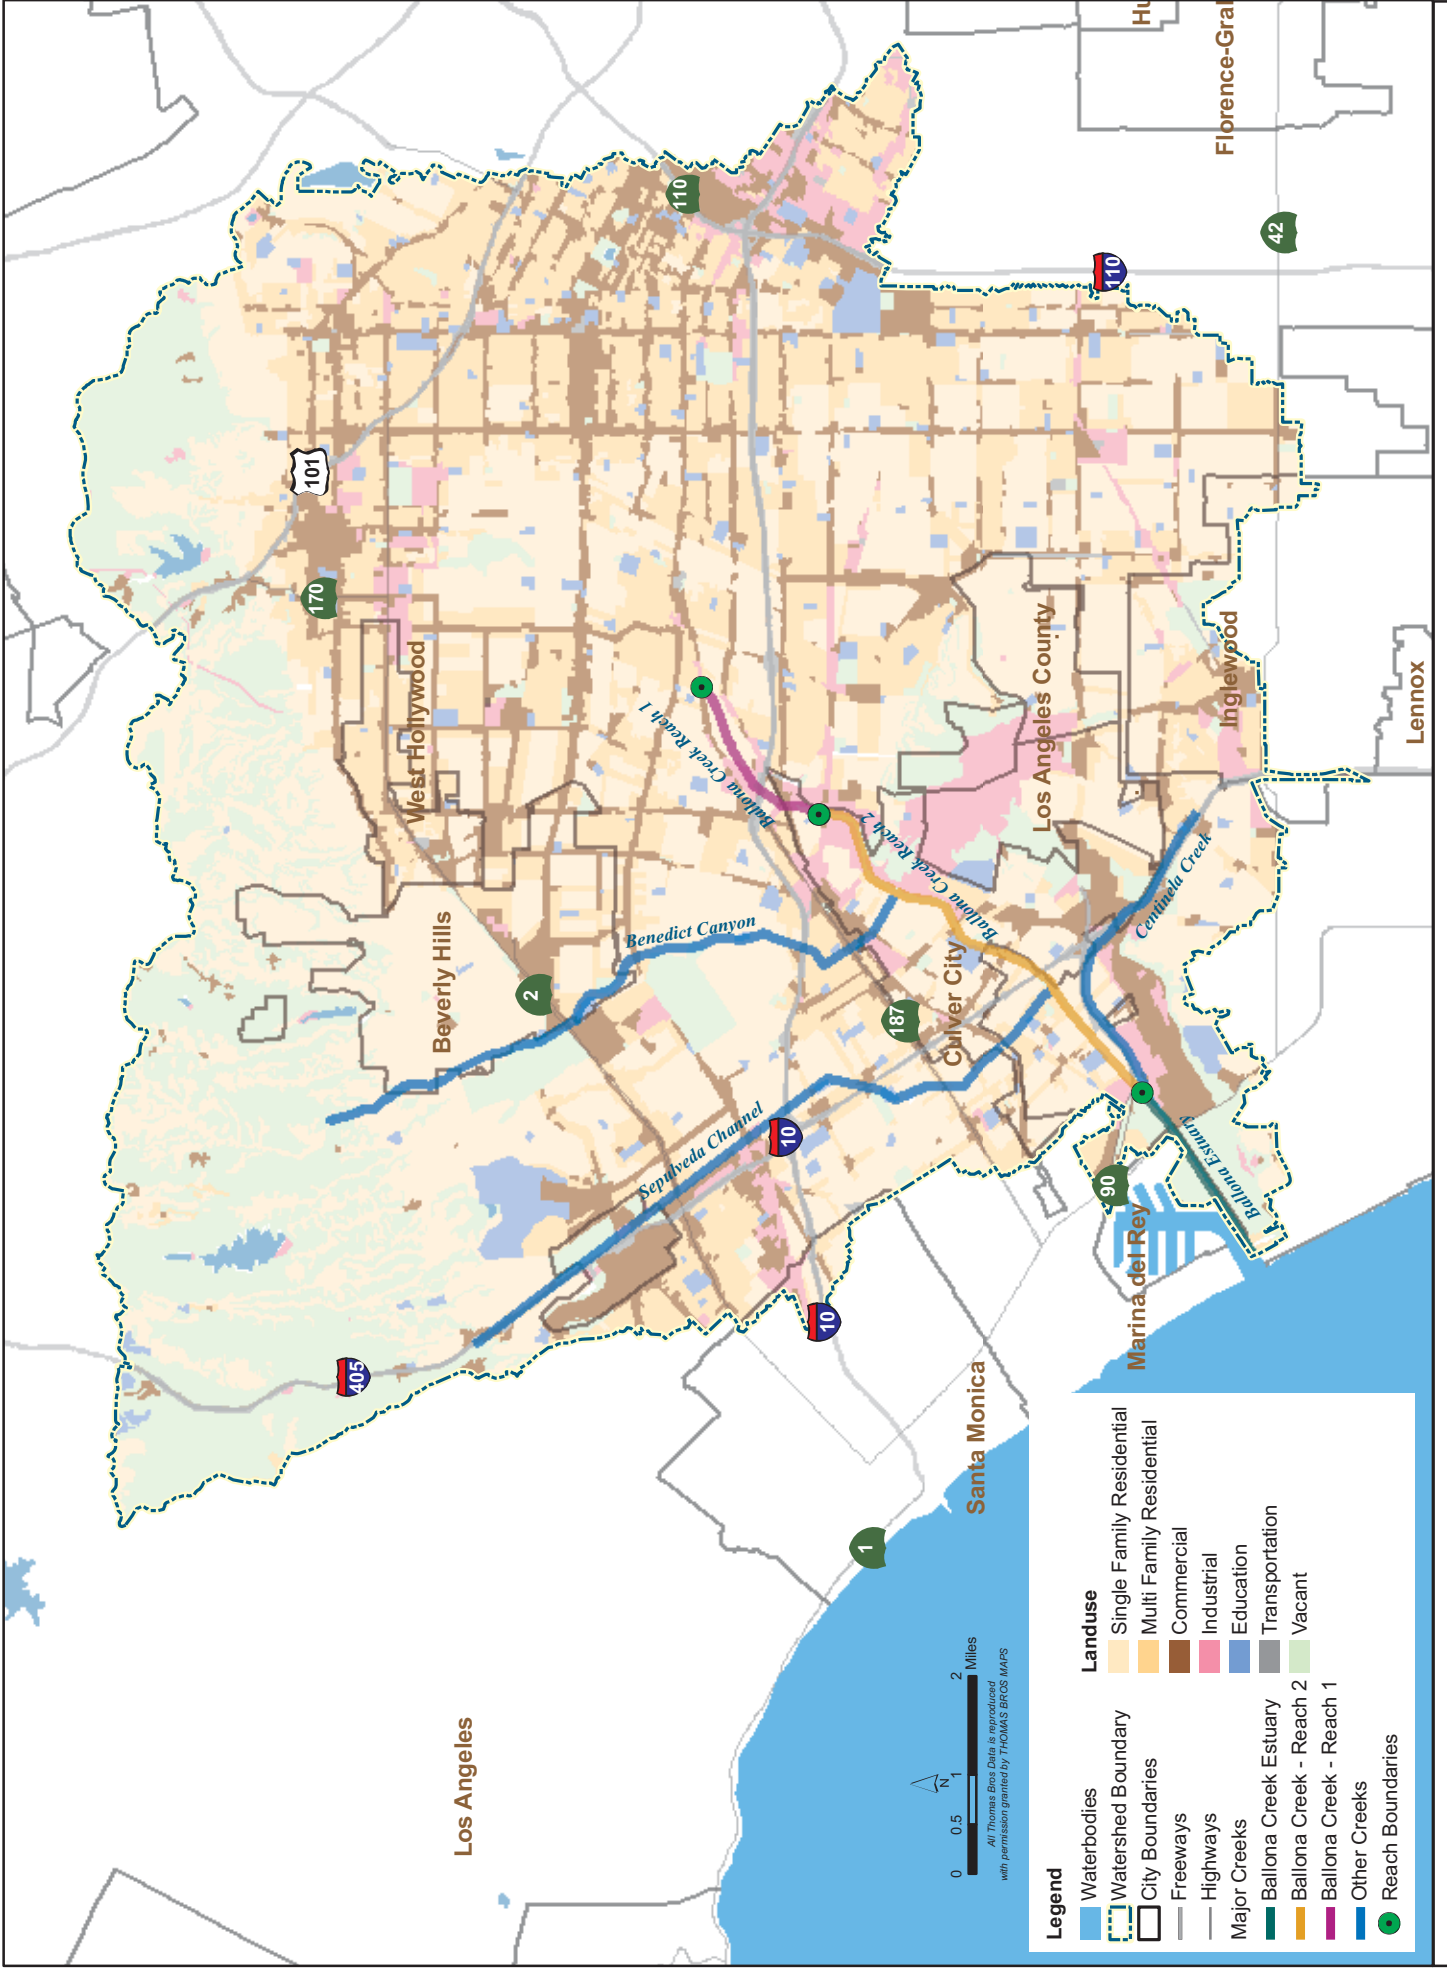 Los Angeles
Santa Monica
Marina del Rey
Beverly Hills
West Hollywood
Culver City
Los Angeles County
Inglewood
Lennox
Florence-Gra
Hu
Sepulveda Channel
Benedict Canyon
Ballona Creek Reach 1
Ballona Creek Reach 2
Centinela Creek
Ballona Estuary
405
101
170
2
110
110
42
187
10
10
90
1
0 0.5 1 2
Miles
N
All Thomas Bros Data is reproduced
with permission granted by THOMAS BROS MAPS
Legend
Waterbodies
Watershed Boundary
City Boundaries
Freeways
Highways
Major Creeks
Ballona Creek Estuary
Ballona Creek - Reach 2
Ballona Creek - Reach 1
Other Creeks
Reach Boundaries
Landuse
Single Family Residential
Multi Family Residential
Commercial
Industrial
Education
Transportation
Vacant